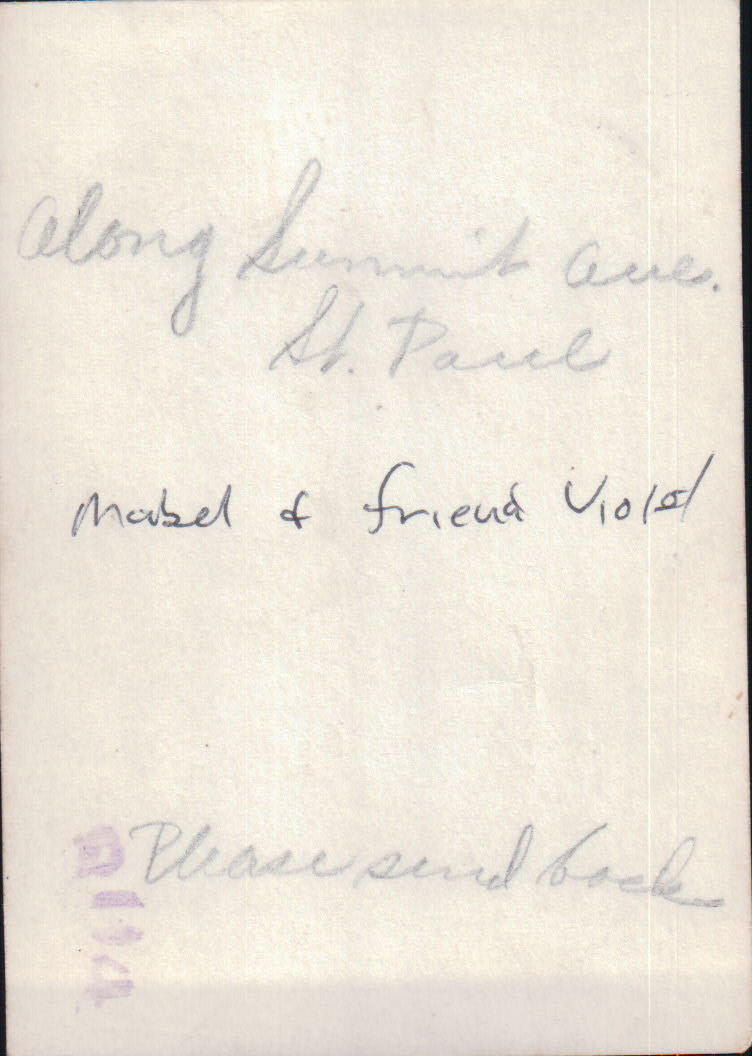 Along Summit Ave.
St. Paul
Mabel & friend Violet
Please send back